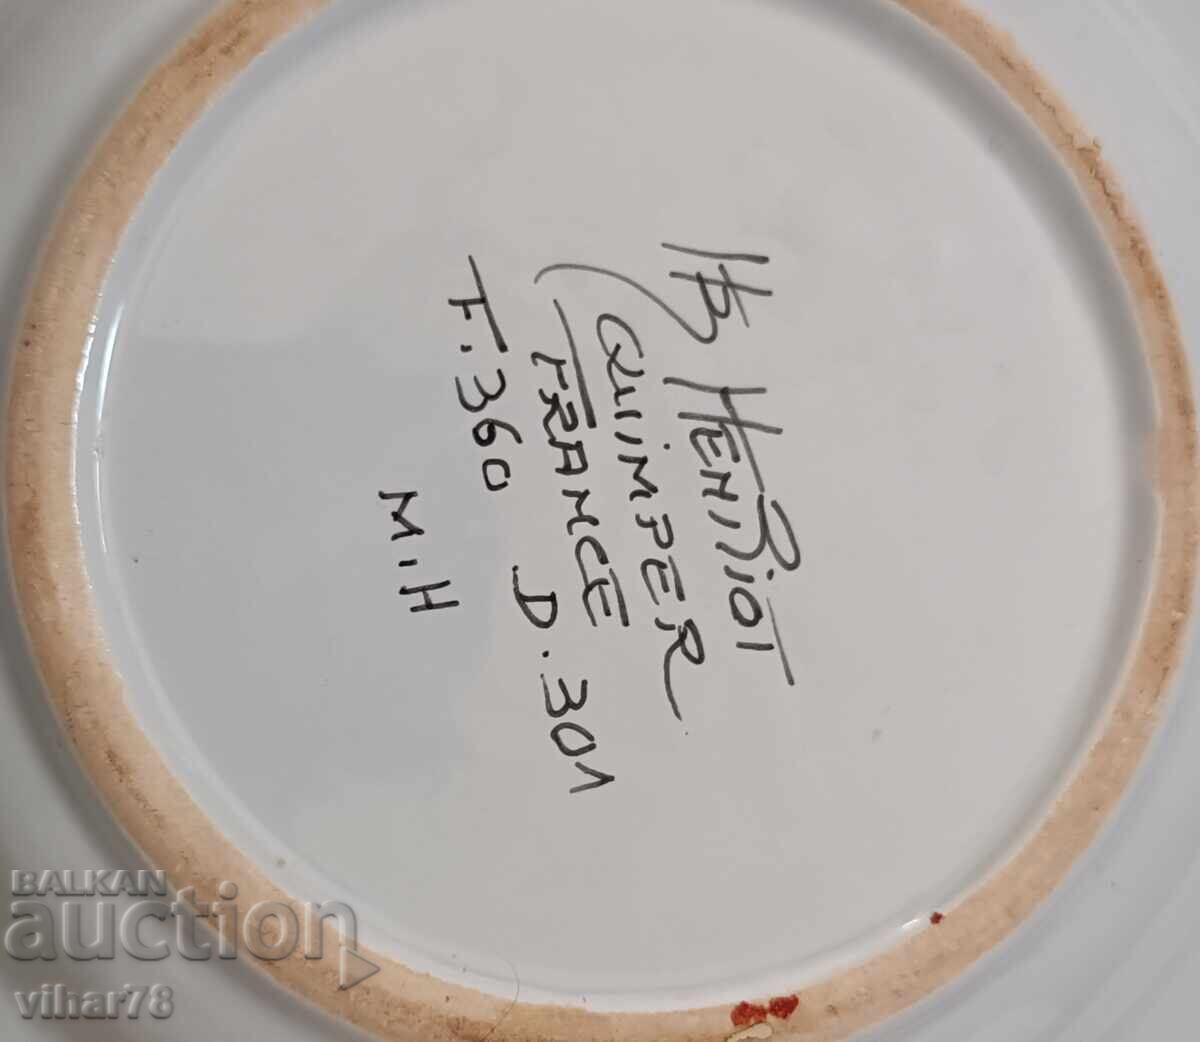 HB HENRIOT
QUIMPER
FRANCE
F.360 D.301
M.H
BALKAN
auction
vihar78